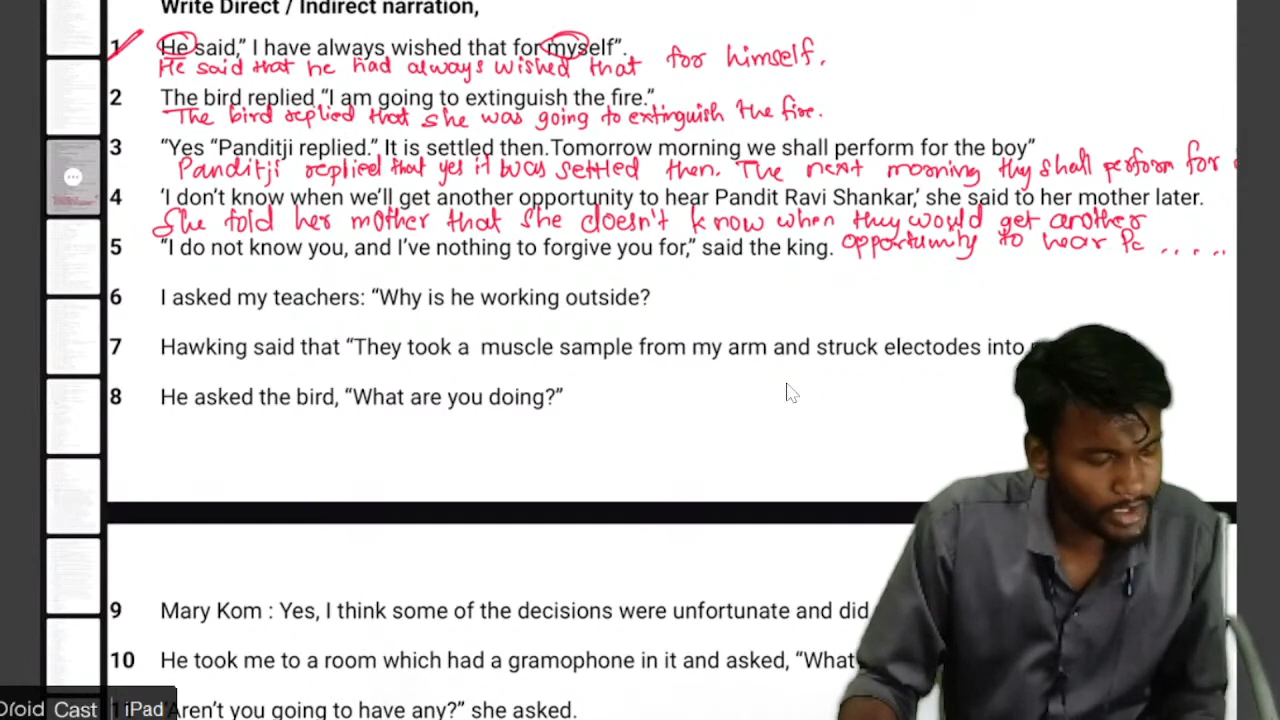 Write Direct / Indirect narration,
1 He said,” I have always wished that for myself”.
He said that he had always wished that for himself.
2 The bird replied “I am going to extinguish the fire.”
The bird replied that she was going to extinguish the fire.
3 “Yes “Panditji replied.” It is settled then.Tomorrow morning we shall perform for the boy”
Panditji replied that yes it was settled then. The next morning thy shall perform for
4 ‘I don’t know when we’ll get another opportunity to hear Pandit Ravi Shankar,’ she said to her mother later.
She told her mother that she doesn't know when thy would get another
5 “I do not know you, and I’ve nothing to forgive you for,” said the king.
opportunity to hear Pc .....
6 I asked my teachers: “Why is he working outside?
7 Hawking said that “They took a muscle sample from my arm and struck electodes into
8 He asked the bird, “What are you doing?”
9 Mary Kom : Yes, I think some of the decisions were unfortunate and did
10 He took me to a room which had a gramophone in it and asked, “What
Aren’t you going to have any?” she asked.
Droid Cast iPad